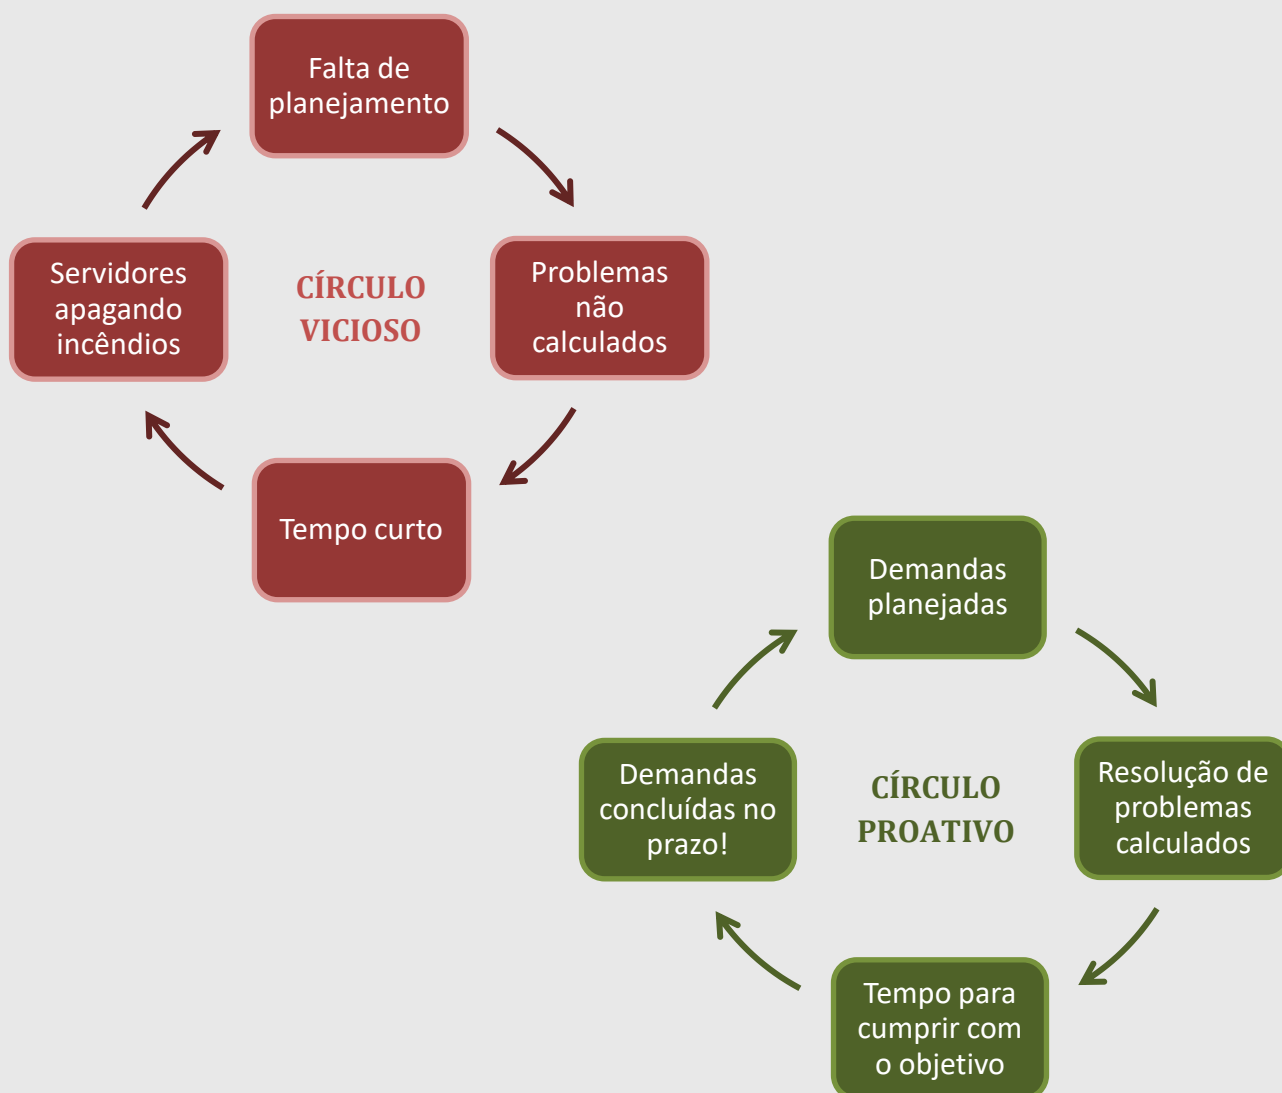 Falta de
planejamento
Problemas
não
calculados
Tempo curto
Servidores
apagando
incêndios
CÍRCULO
VICIOSO
Demandas
planejadas
Resolução de
problemas
calculados
Tempo para
cumprir com
o objetivo
Demandas
concluídas no
prazo!
CÍRCULO
PROATIVO